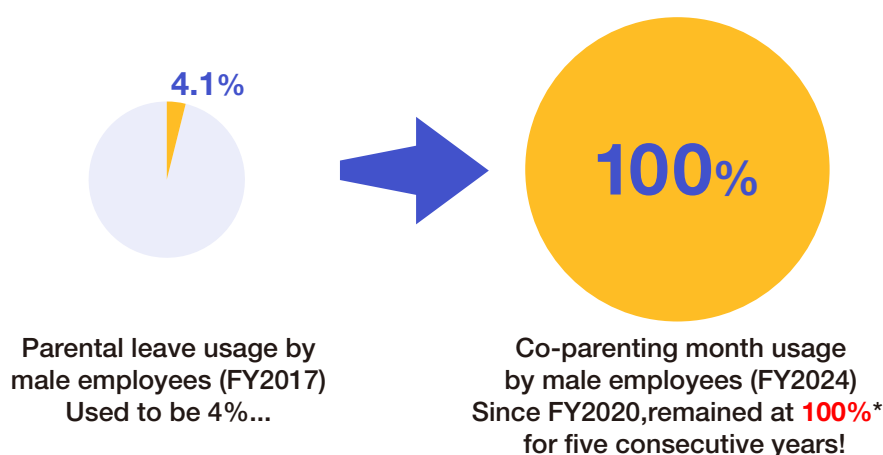 4.1%
100%
Parental leave usage by
male employees (FY2017)
Used to be 4%...
Co-parenting month usage
by male employees (FY2024)
Since FY2020,remained at 100%*
for five consecutive years!